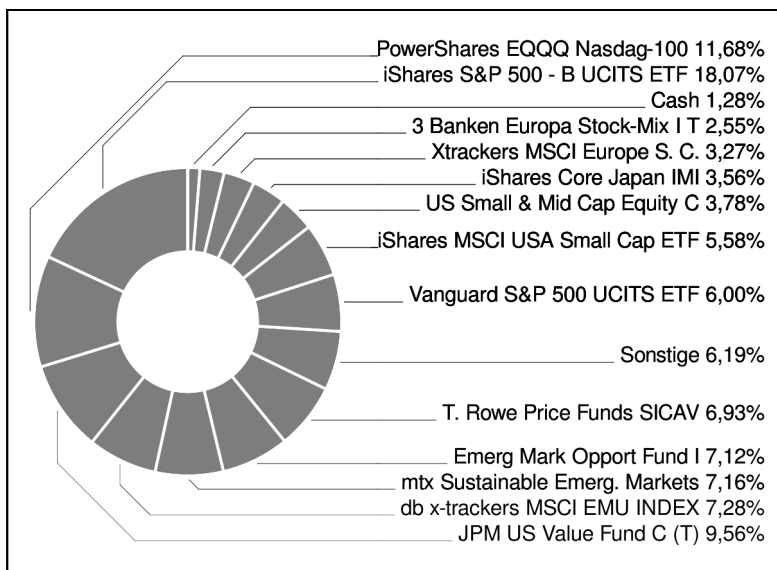 PowerShares EQQQ Nasdag-100 11,68%
iShares S&P 500 - B UCITS ETF 18,07%
Cash 1,28%
3 Banken Europa Stock-Mix I T 2,55%
Xtrackers MSCI Europe S. C. 3,27%
iShares Core Japan IMI 3,56%
US Small & Mid Cap Equity C 3,78%
iShares MSCI USA Small Cap ETF 5,58%
Vanguard S&P 500 UCITS ETF 6,00%
Sonstige 6,19%
T. Rowe Price Funds SICAV 6,93%
Emerg Mark Opport Fund I 7,12%
mtx Sustainable Emerg. Markets 7,16%
db x-trackers MSCI EMU INDEX 7,28%
JPM US Value Fund C (T) 9,56%